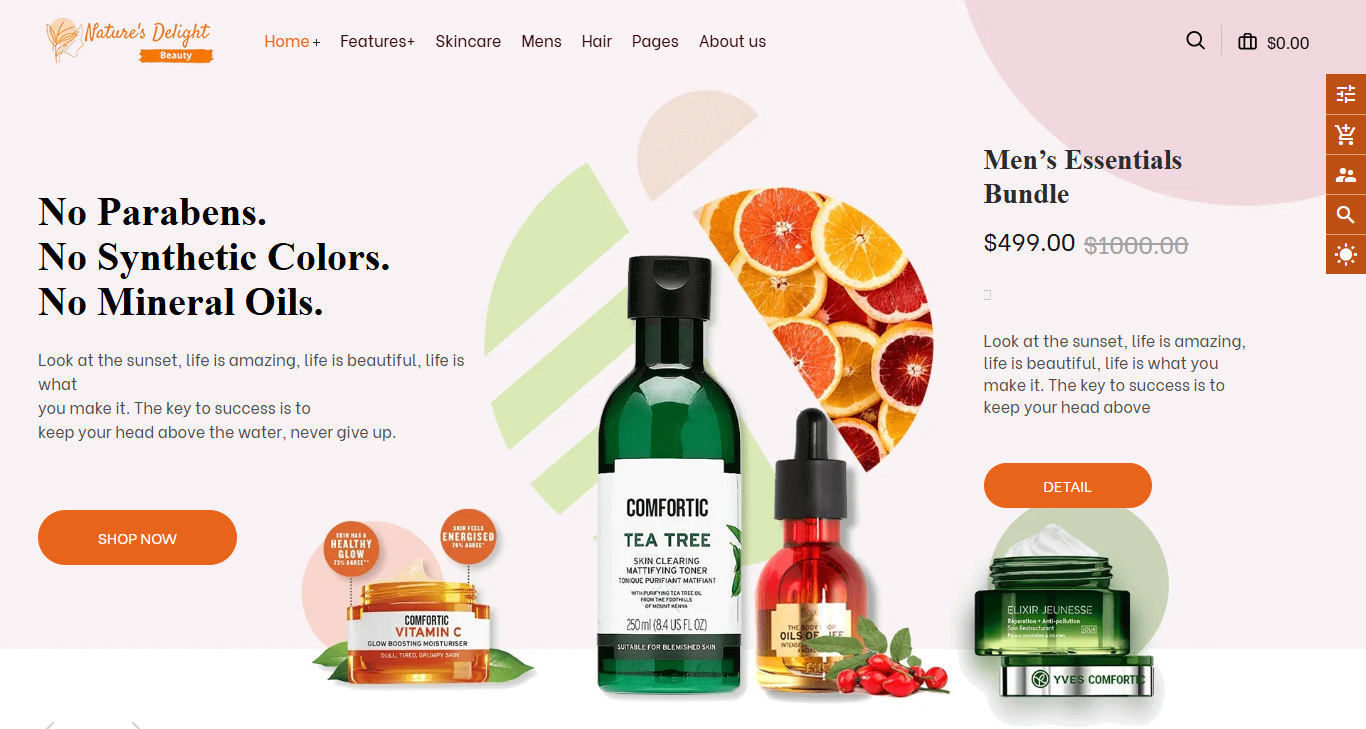 Nature's Delight
Beauty
Home +
Features+
Skincare
Mens
Hair
Pages
About us
$0.00
No Parabens.
No Synthetic Colors.
No Mineral Oils.
Look at the sunset, life is amazing, life is beautiful, life is
what
you make it. The key to success is to
keep your head above the water, never give up.
SHOP NOW
Men's Essentials
Bundle
$499.00 $1000.00
Look at the sunset, life is amazing,
life is beautiful, life is what you
make it. The key to success is to
keep your head above
DETAIL
SKIN HAS A
HEALTHY
GLOW
73% AGREE**
SKIN FEELS
ENERGISED
76% AGREE*
COMFORTIC
VITAMIN C
GLOW BOOSTING MOISTURISER
DULL, TIRED, GRUMPY SKIN
COMFORTIC
TEA TREE
SKIN CLEARING
MATTIFYING TONER
TONIQUE PURIFIANT MATIFIANT
WITH PURIFYING TEA TREE OIL
FROM THE FOOTHILLS
OF MOUNT KENYA
250 ml (8.4 US FL OZ)
SUITABLE FOR BLEMISHED SKIN
THE BODY SHOP
OILS OF LIFE
FACIAL
ELIXIR JEUNESSE
Réparation + Anti-pollution
Soin Restructurant
Peaux normales à mixtes
JOUR
YVES COMFORTIC